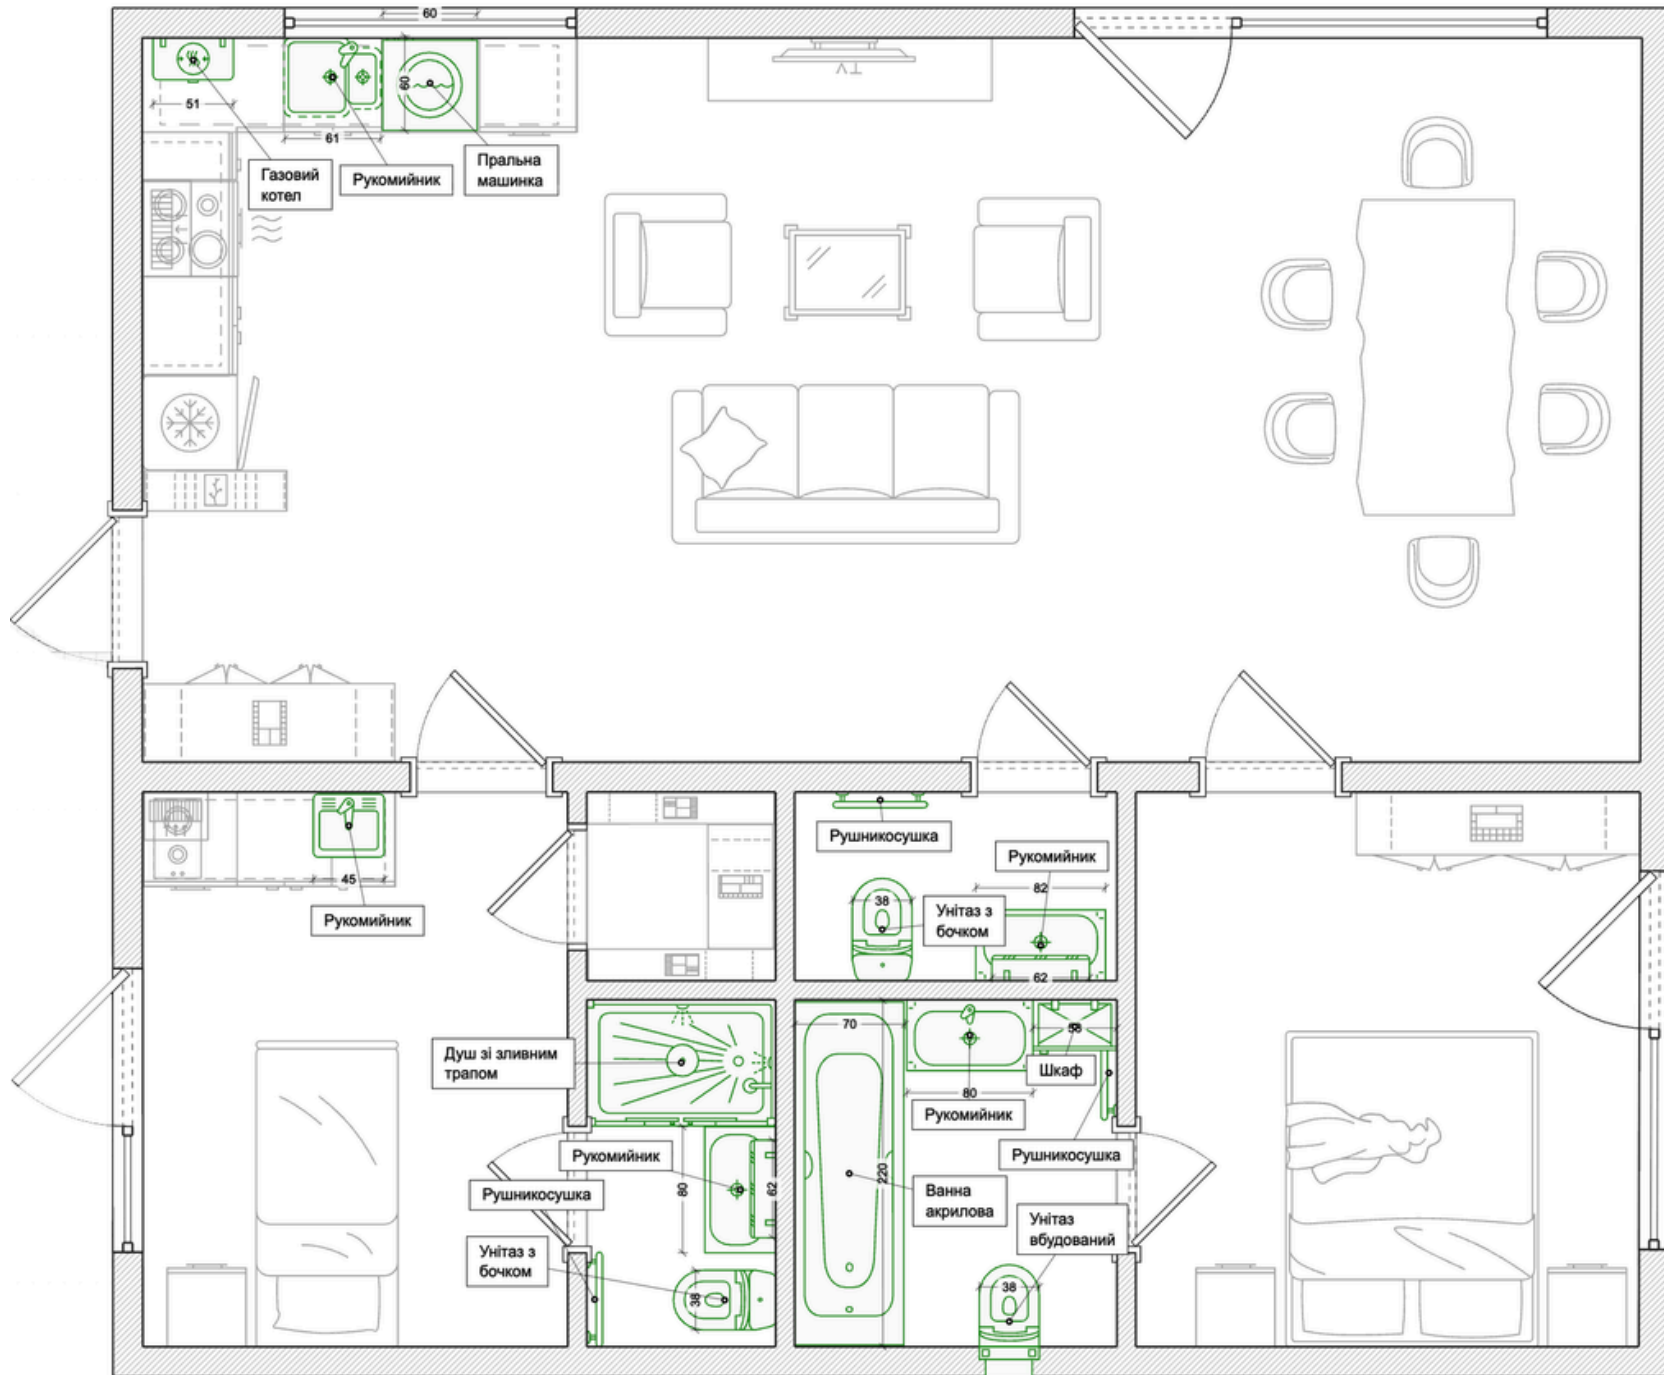 60
TV
60
51
61
Газовий
котел
Рукомийник
Пральна
машинка
45
Рукомийник
Рушникосушка
Рукомийник
82
38
Унітаз з
бочком
62
Душ зі зливним
трапом
70
58
Шкаф
80
Рукомийник
Рукомийник
80
62
Рушникосушка
Рушникосушка
220
Ванна
акрилова
Унітаз
вбудований
Унітаз з
бочком
38
38